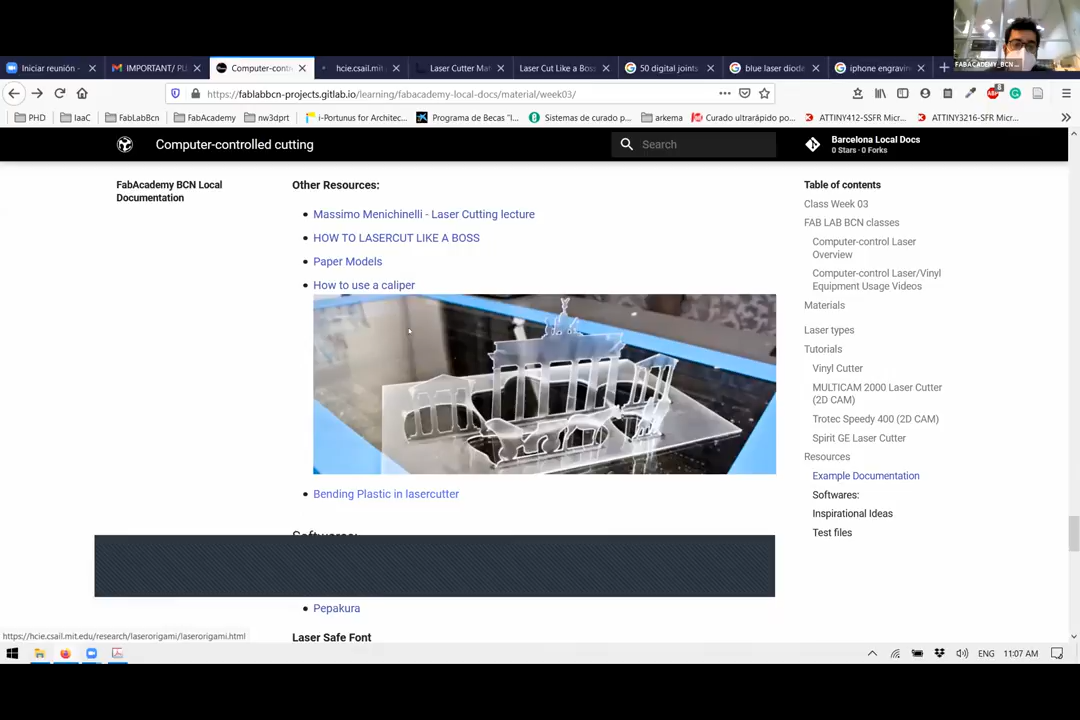 Iniciar reunión -
IMPORTANT/ PU
Computer-contr
hcie.csail.mit.
Laser Cutter Mat
Laser Cut Like a Bos
50 digital joints
blue laser diode
iphone engraving
FABACADEMY_BCN
https://fablabbcn-projects.gitlab.io/learning/fabacademy-local-docs/material/week03/
PHD
IaaC
FabLabBcn
FabAcademy
nw3dprt
i-Portunus for Architec...
Programa de Becas "I...
Sistemas de curado p...
arkema
Curado ultrarápido po...
ATTINY412-SSFR Micr...
ATTINY3216-SFR Micr...
Computer-controlled cutting
Search
Barcelona Local Docs
0 Stars · 0 Forks
FabAcademy BCN Local
Documentation
Other Resources:
Massimo Menichinelli - Laser Cutting lecture
HOW TO LASERCUT LIKE A BOSS
Paper Models
How to use a caliper
Bending Plastic in lasercutter
Softwares:
Pepakura
Laser Safe Font
Table of contents
Class Week 03
FAB LAB BCN classes
Computer-control Laser
Overview
Computer-control Laser/Vinyl
Equipment Usage Videos
Materials
Laser types
Tutorials
Vinyl Cutter
MULTICAM 2000 Laser Cutter
(2D CAM)
Trotec Speedy 400 (2D CAM)
Spirit GE Laser Cutter
Resources
Example Documentation
Softwares:
Inspirational Ideas
Test files
https://hcie.csail.mit.edu/research/laserorigami/laserorigami.html
ENG
11:07 AM